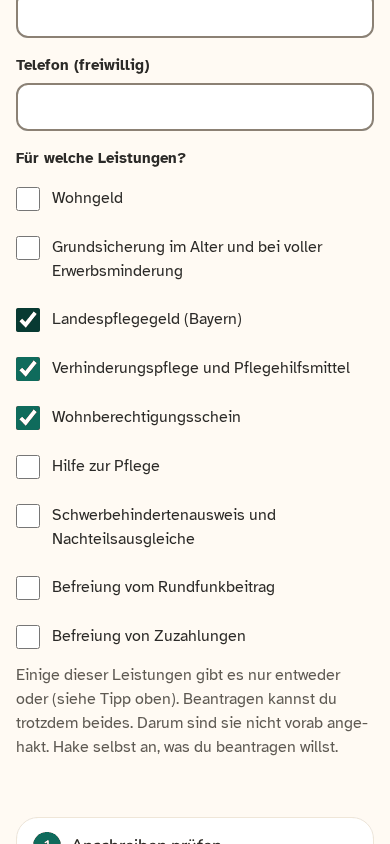 Telefon (freiwillig)
Für welche Leistungen?
Wohngeld
Grundsicherung im Alter und bei voller
Erwerbsminderung
Landespflegegeld (Bayern)
Verhinderungspflege und Pflegehilfsmittel
Wohnberechtigungsschein
Hilfe zur Pflege
Schwerbehindertenausweis und
Nachteilsausgleiche
Befreiung vom Rundfunkbeitrag
Befreiung von Zuzahlungen
Einige dieser Leistungen gibt es nur entweder
oder (siehe Tipp oben). Beantragen kannst du
trotzdem beides. Darum sind sie nicht vorab ange-
hakt. Hake selbst an, was du beantragen willst.
1 Anschreiben prüfen